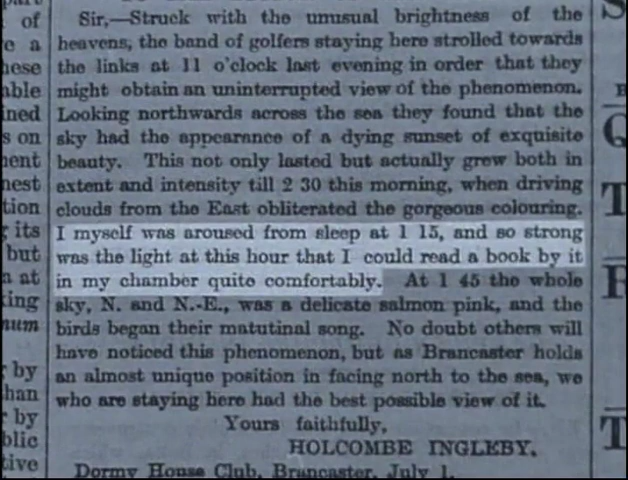 Sir,—Struck with the unusual brightness of the
heavens, the band of golfers staying here strolled towards
the links at 11 o'clock last evening in order that they
might obtain an uninterrupted view of the phenomenon.
Looking northwards across the sea they found that the
sky had the appearance of a dying sunset of exquisite
beauty. This not only lasted but actually grew both in
extent and intensity till 2 30 this morning, when driving
clouds from the East obliterated the gorgeous colouring.
I myself was aroused from sleep at 1 15, and so strong
was the light at this hour that I could read a book by it
in my chamber quite comfortably. At 1 45 the whole
sky, N. and N.-E., was a delicate salmon pink, and the
birds began their matutinal song. No doubt others will
have noticed this phenomenon, but as Brancaster holds
an almost unique position in facing north to the sea, we
who are staying here had the best possible view of it.
Yours faithfully,
HOLCOMBE INGLEBY.
Dormy House Club, Brancaster, July 1.